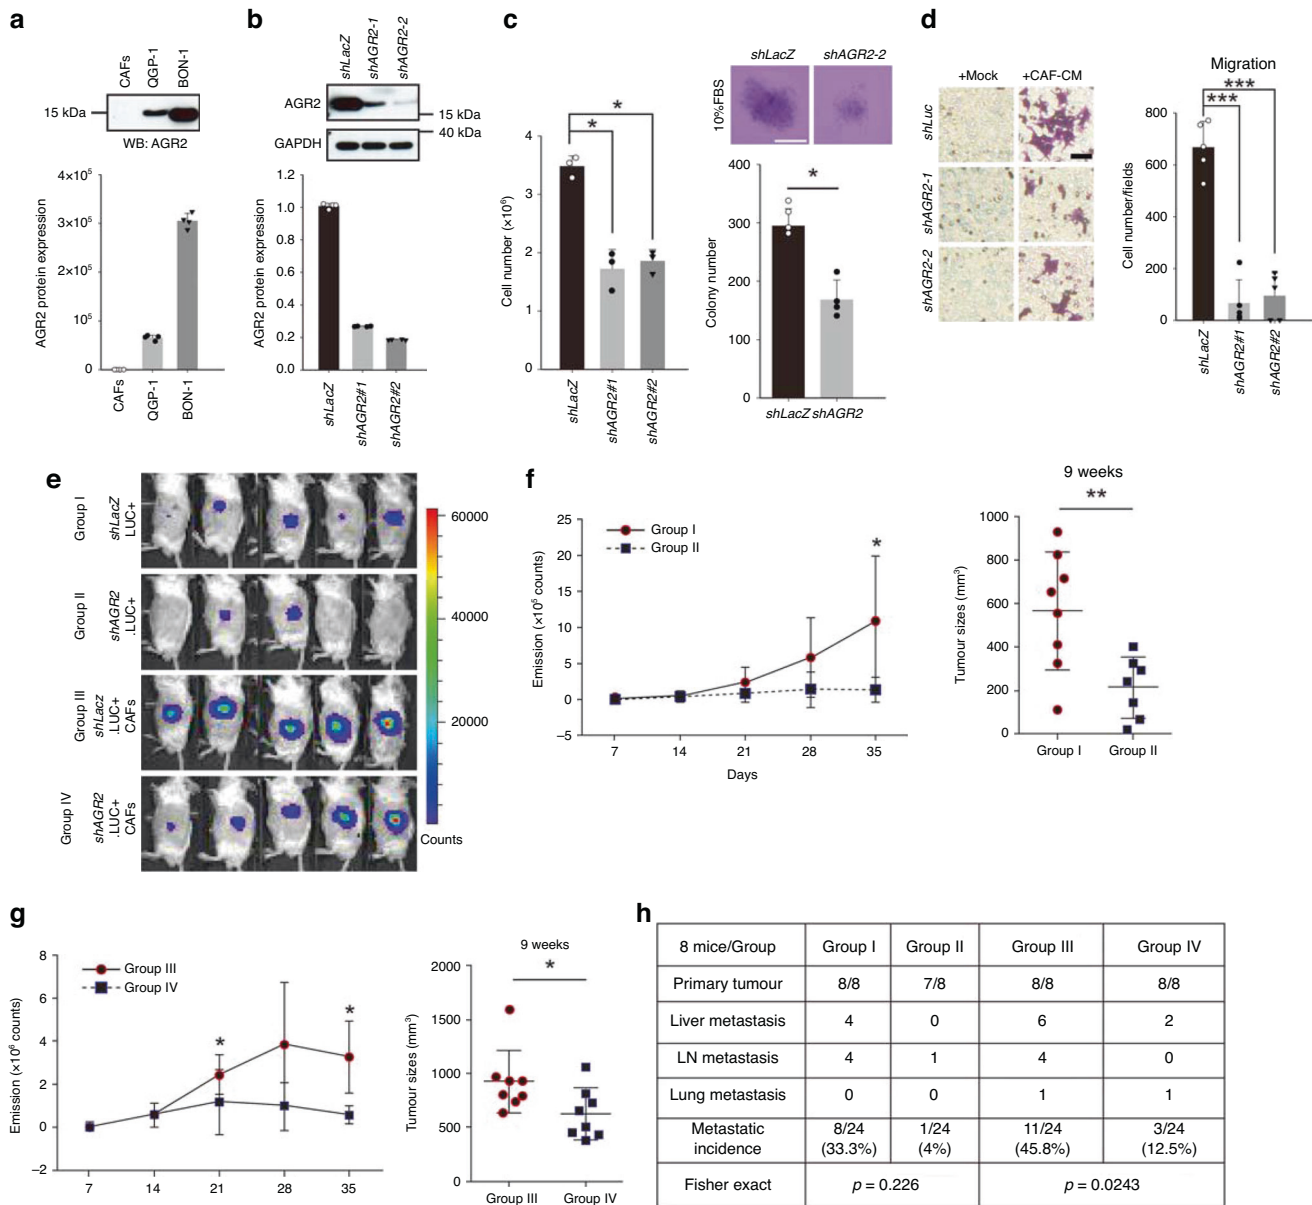 a
CAFs
QGP-1
BON-1
15 kDa
WB: AGR2
AGR2 protein expression
4×10⁵
3×10⁵
2×10⁵
10⁵
0
CAFs
QGP-1
BON-1
b
shLacZ
shAGR2-1
shAGR2-2
AGR2
15 kDa
40 kDa
GAPDH
AGR2 protein expression
1.2
1.0
0.8
0.6
0.4
0.2
0.0
shLacZ
shAGR2#1
shAGR2#2
c
Cell number (×10⁶)
4
3
2
1
0
*
*
shLacZ
shAGR2#1
shAGR2#2
shLacZ
shAGR2-2
10%FBS
Colony number
400
300
200
100
0
*
shLacZ
shAGR2
d
+Mock
+CAF-CM
shLuc
shAGR2-1
shAGR2-2
Migration
***
***
Cell number/fields
800
600
400
200
0
shLacZ
shAGR2#1
shAGR2#2
e
Group I
shLacZ
LUC+
Group II
shAGR2
.LUC+
Group III
shLacz
.LUC+
CAFs
Group IV
shAGR2
.LUC+
CAFs
60000
40000
20000
Counts
f
Emission (×10⁵ counts)
25
20
15
10
5
0
−5
Group I
Group II
*
7
14
21
28
35
Days
9 weeks
**
Tumour sizes (mm³)
1000
800
600
400
200
0
Group I
Group II
g
Emission (×10⁶ counts)
8
6
4
2
0
−2
Group III
Group IV
*
*
7
14
21
28
35
9 weeks
*
Tumour sizes (mm³)
2000
1500
1000
500
0
Group III
Group IV
h
8 mice/Group Group I Group II Group III Group IV
Primary tumour 8/8 7/8 8/8 8/8
Liver metastasis 4 0 6 2
LN metastasis 4 1 4 0
Lung metastasis 0 0 1 1
Metastatic incidence 8/24 (33.3%) 1/24 (4%) 11/24 (45.8%) 3/24 (12.5%)
Fisher exact p = 0.226 p = 0.0243